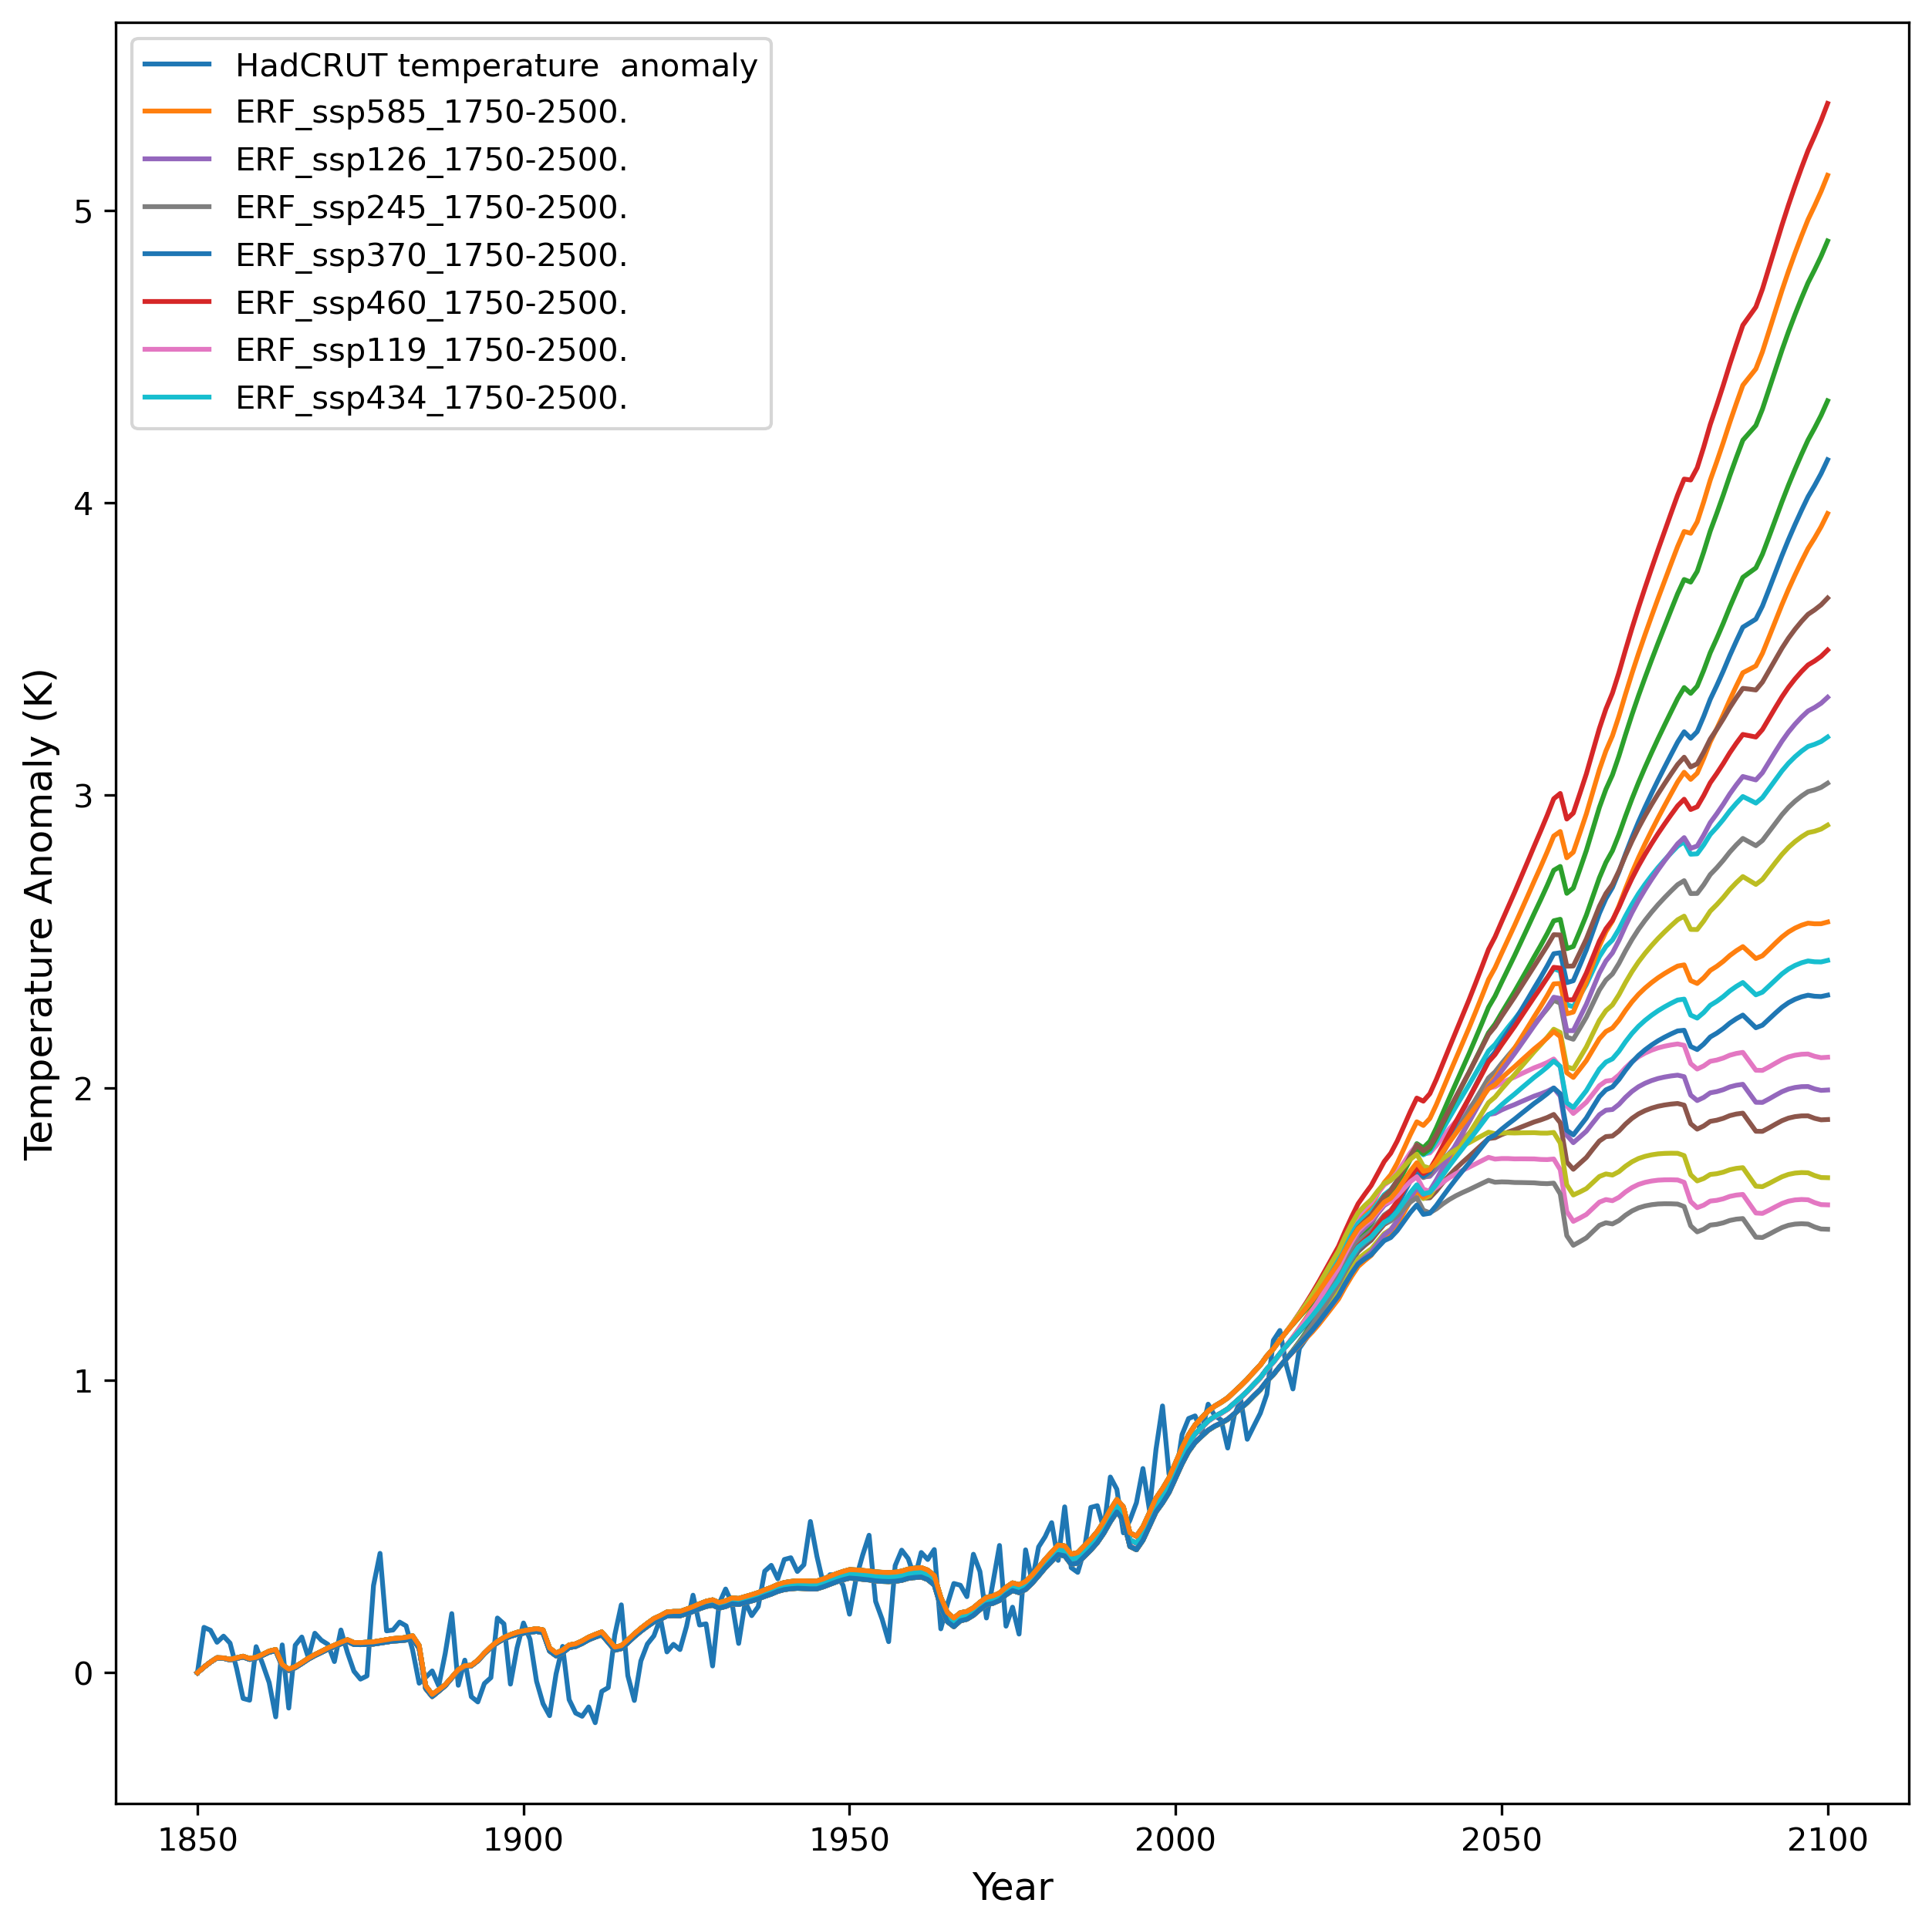 HadCRUT temperature  anomaly
ERF_ssp585_1750-2500.
ERF_ssp126_1750-2500.
ERF_ssp245_1750-2500.
ERF_ssp370_1750-2500.
ERF_ssp460_1750-2500.
ERF_ssp119_1750-2500.
ERF_ssp434_1750-2500.
5
4
3
2
1
0
Temperature Anomaly (K)
1850 1900 1950 2000 2050 2100
Year